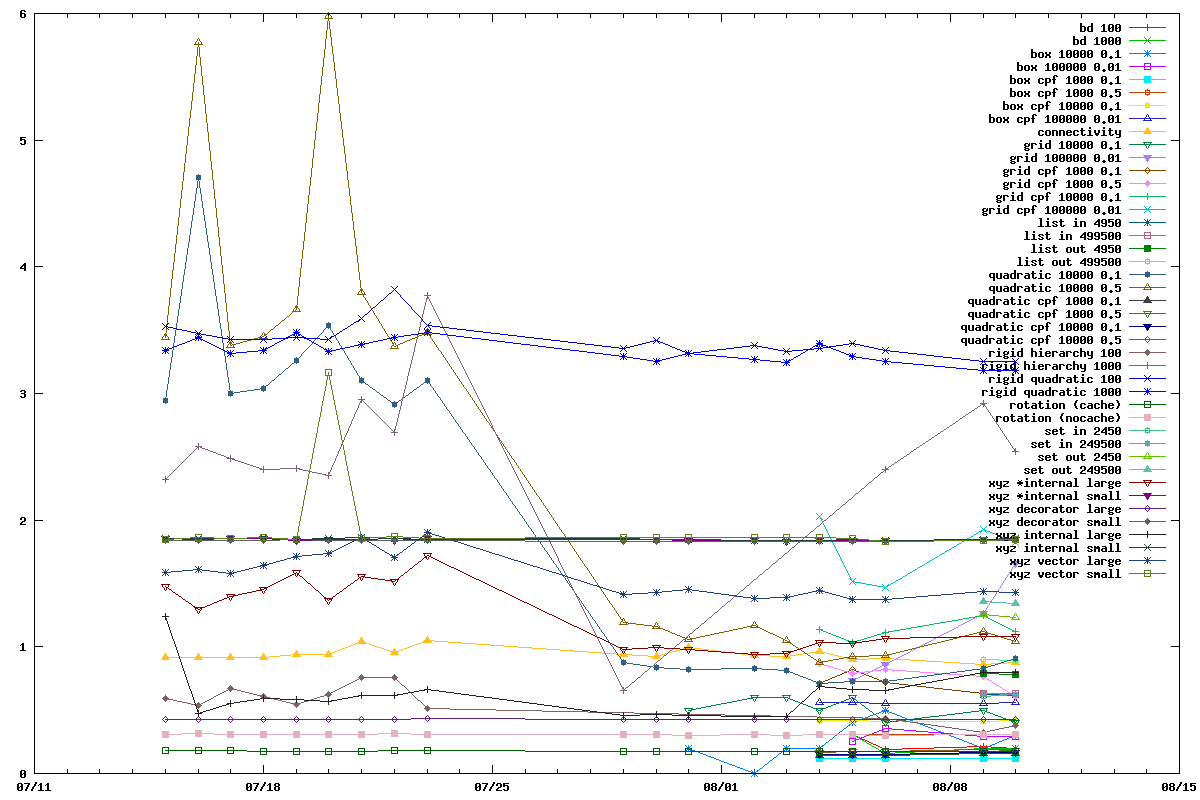 6
5
4
3
2
1
0
07/11 07/18 07/25 08/01 08/08 08/15
bd 100
bd 1000
box 10000 0.1
box 100000 0.01
box cpf 1000 0.1
box cpf 1000 0.5
box cpf 10000 0.1
box cpf 100000 0.01
connectivity
grid 10000 0.1
grid 100000 0.01
grid cpf 1000 0.1
grid cpf 1000 0.5
grid cpf 10000 0.1
grid cpf 100000 0.01
list in 4950
list in 499500
list out 4950
list out 499500
quadratic 10000 0.1
quadratic 10000 0.5
quadratic cpf 1000 0.1
quadratic cpf 1000 0.5
quadratic cpf 10000 0.1
quadratic cpf 10000 0.5
rigid hierarchy 100
rigid hierarchy 1000
rigid quadratic 100
rigid quadratic 1000
rotation (cache)
rotation (nocache)
set in 2450
set in 249500
set out 2450
set out 249500
xyz *internal large
xyz *internal small
xyz decorator large
xyz decorator small
xyz internal large
xyz internal small
xyz vector large
xyz vector small